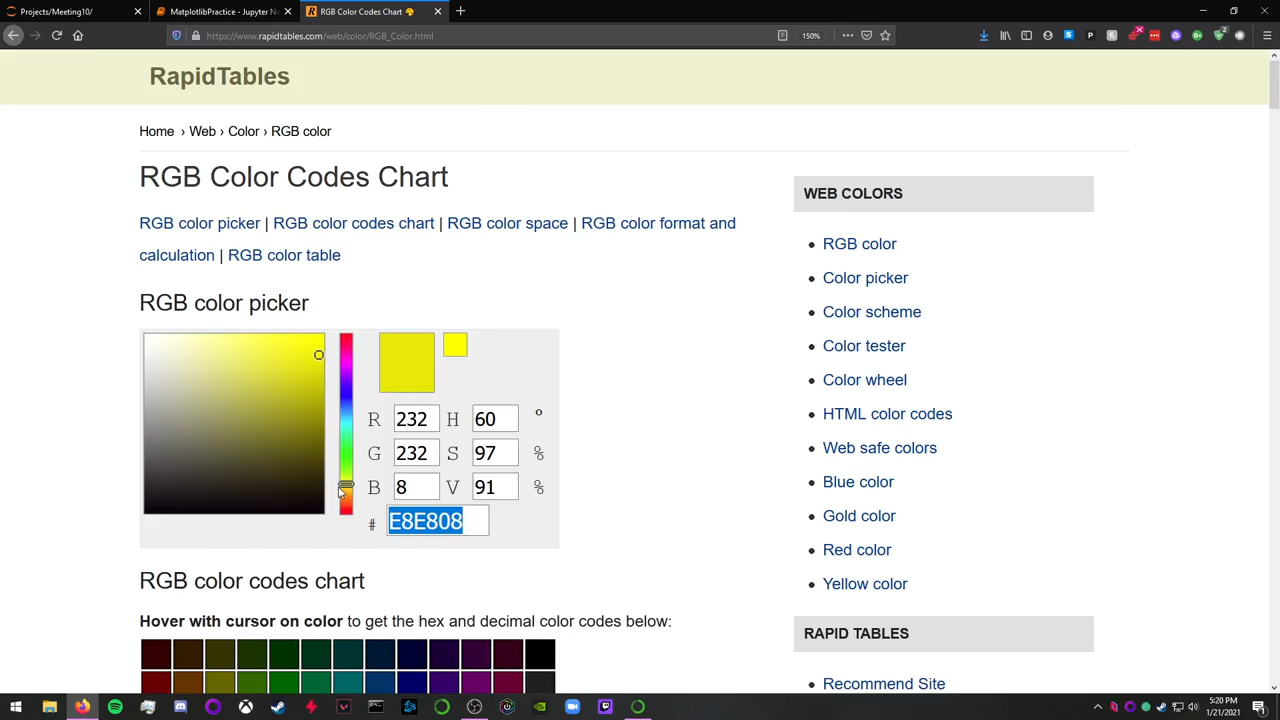 Projects/Meeting10/
MatplotlibPractice - Jupyter No
RGB Color Codes Chart
https://www.rapidtables.com/web/color/RGB_Color.html
150%
RapidTables
Home › Web › Color › RGB color
RGB Color Codes Chart
RGB color picker | RGB color codes chart | RGB color space | RGB color format and
calculation | RGB color table
RGB color picker
R 232 H 60 º
G 232 S 97 %
B 8 V 91 %
# E8E808
RGB color codes chart
Hover with cursor on color to get the hex and decimal color codes below:
WEB COLORS
RGB color
Color picker
Color scheme
Color tester
Color wheel
HTML color codes
Web safe colors
Blue color
Gold color
Red color
Yellow color
RAPID TABLES
Recommend Site
5:20 PM
1/21/2021